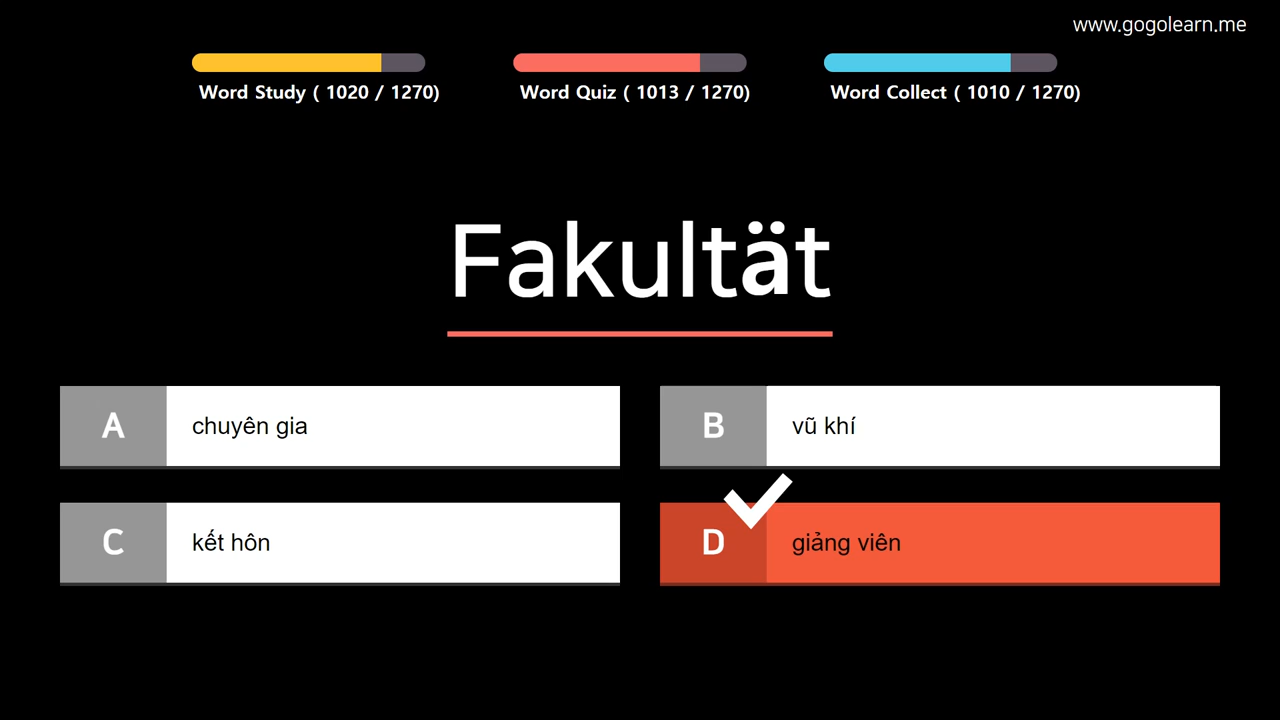 www.gogolearn.me
Word Study ( 1020 / 1270)
Word Quiz ( 1013 / 1270)
Word Collect ( 1010 / 1270)
Fakultät
A chuyên gia
B vũ khí
C kết hôn
D giảng viên